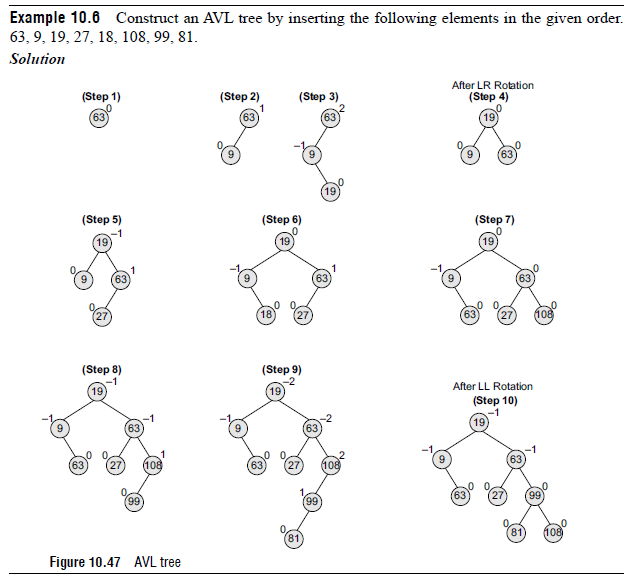 Example 10.6 Construct an AVL tree by inserting the following elements in the given order.
63, 9, 19, 27, 18, 108, 99, 81.
Solution
After LR Rotation
(Step 1) (Step 2) (Step 3) (Step 4)
0 1 2 0
63 63 63 19
0 -1 0 0
9 9 9 63
0
19
(Step 5) (Step 6) (Step 7)
-1 0 0
19 19 19
0 1 -1 1 -1 0
9 63 9 63 9 63
0 0 0 0 0 0
27 18 27 63 27 108
(Step 8) (Step 9) After LL Rotation
(Step 10)
-1 -2 -1
19 19 19
-1 -1 -1 -2 -1 -1
9 63 9 63 9 63
0 0 1 0 0 2 0 0 0
63 27 108 63 27 108 63 27 99
0 1 0 0
99 99 81 108
0
81
Figure 10.47 AVL tree